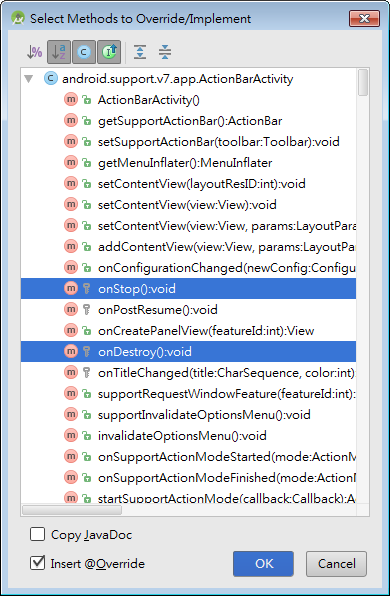 Select Methods to Override/Implement
android.support.v7.app.ActionBarActivity
ActionBarActivity()
getSupportActionBar():ActionBar
setSupportActionBar(toolbar:Toolbar):void
getMenuInflater():MenuInflater
setContentView(layoutResID:int):void
setContentView(view:View):void
setContentView(view:View, params:LayoutPara
addContentView(view:View, params:LayoutPara
onConfigurationChanged(newConfig:Configu
onStop():void
onPostResume():void
onCreatePanelView(featureId:int):View
onDestroy():void
onTitleChanged(title:CharSequence, color:int)
supportRequestWindowFeature(featureId:int):
supportInvalidateOptionsMenu():void
invalidateOptionsMenu():void
onSupportActionModeStarted(mode:ActionM
onSupportActionModeFinished(mode:ActionM
startSupportActionMode(callback:Callback):A
Copy JavaDoc
Insert @Override
OK
Cancel